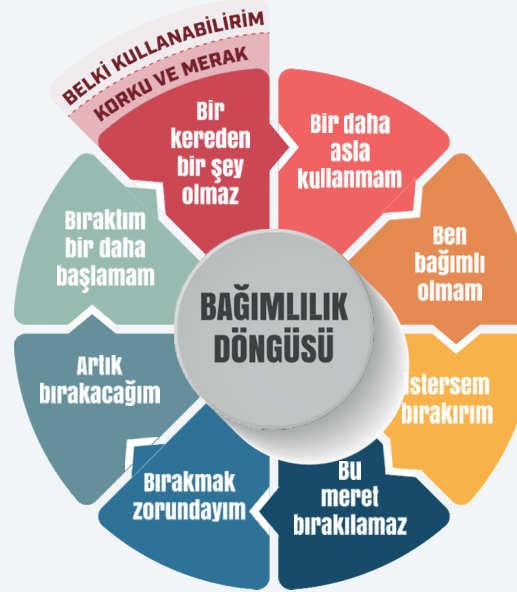 BELKİ KULLANABİLİRİM
KORKU VE MERAK
Bir
kereden
bir şey
olmaz
Bir daha
asla
kullanmam
Ben
bağımlı
olmam
İstersem
bırakırım
Bu
meret
bırakılamaz
Bırakmak
zorundayım
Artık
bırakacağım
Bıraktım
bir daha
başlamam
BAĞIMLILIK
DÖNGÜSÜ